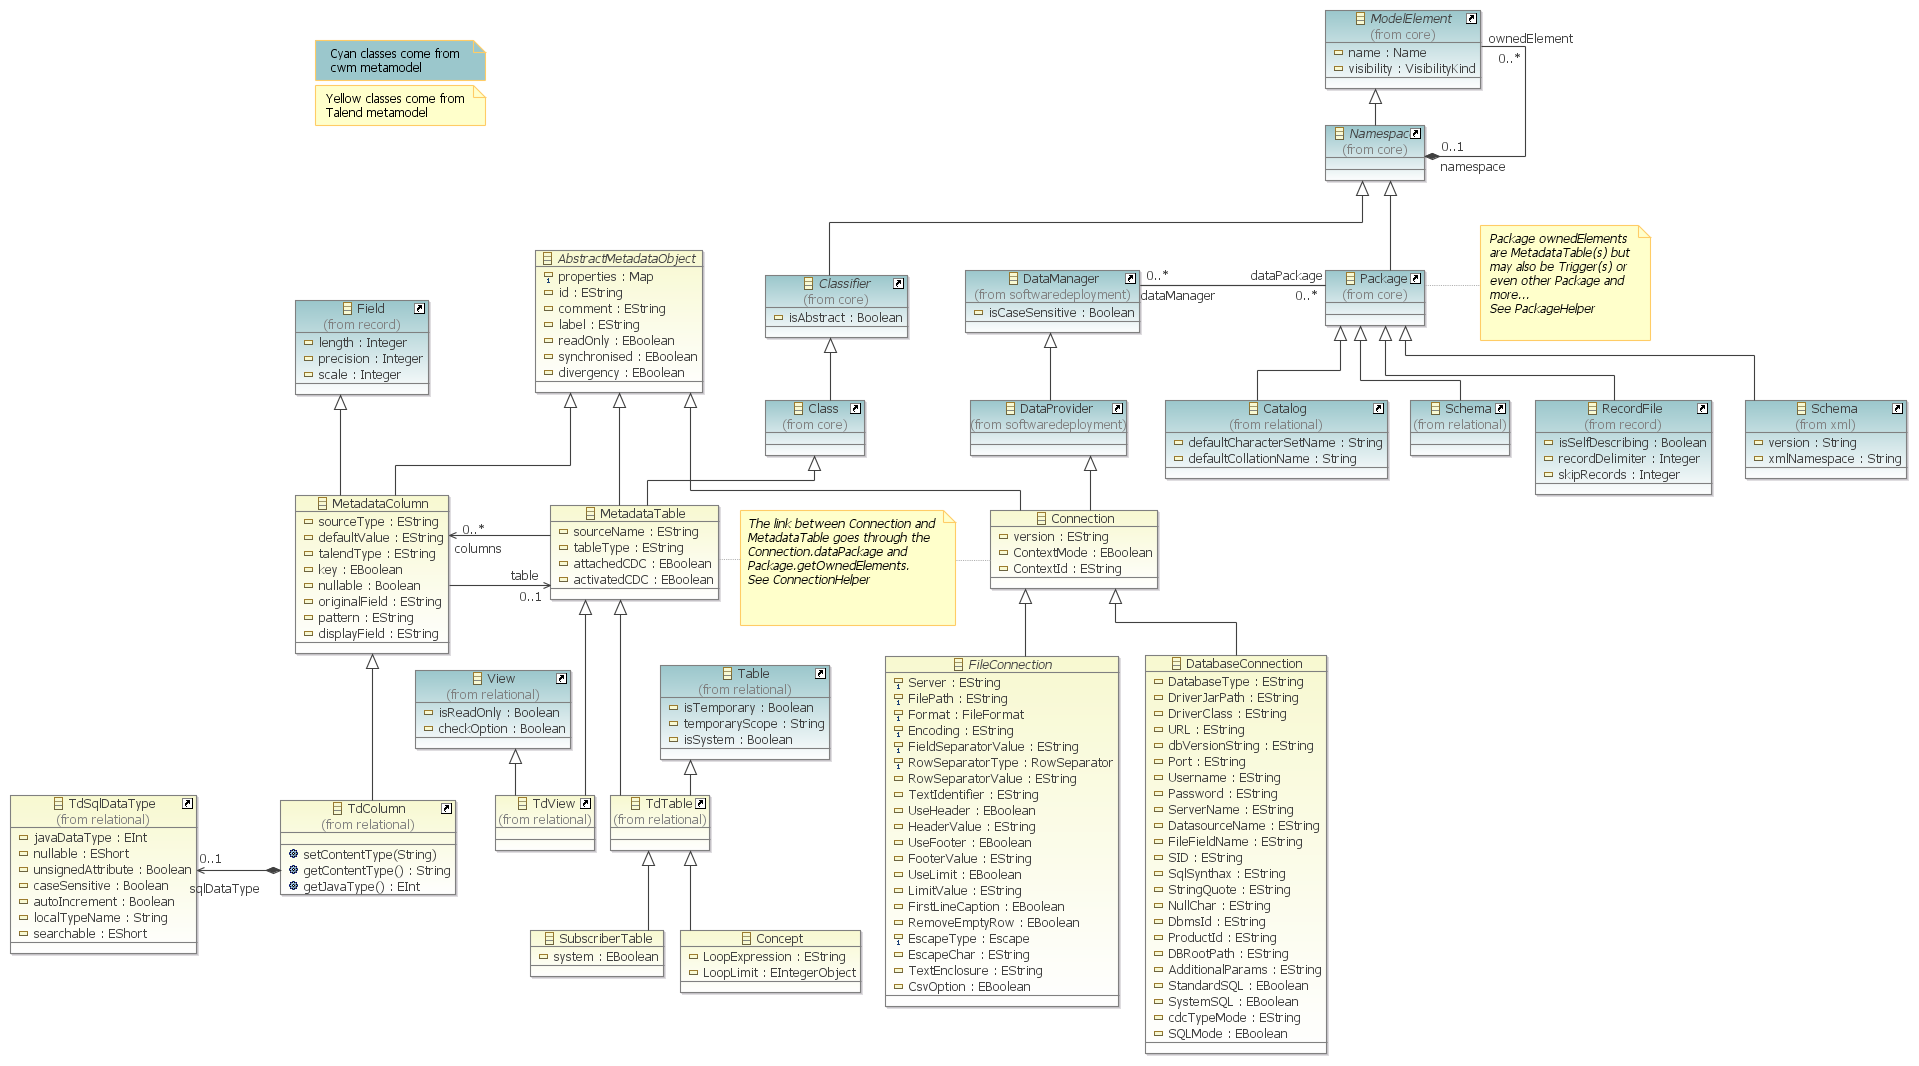 Cyan classes come from
cwm metamodel
Yellow classes come from
Talend metamodel
ModelElement
(from core)
name : Name
visibility : VisibilityKind
ownedElement
0..*
Namespac
(from core)
0..1
namespace
Package ownedElements
are MetadataTable(s) but
may also be Trigger(s) or
even other Package and
more...
See PackageHelper
AbstractMetadataObject
properties : Map
id : EString
comment : EString
label : EString
readOnly : EBoolean
synchronised : EBoolean
divergency : EBoolean
Classifier
(from core)
isAbstract : Boolean
DataManager
(from softwaredeployment)
isCaseSensitive : Boolean
0..*
dataManager
dataPackage
0..*
Package
(from core)
Field
(from record)
length : Integer
precision : Integer
scale : Integer
Class
(from core)
DataProvider
(from softwaredeployment)
Catalog
(from relational)
defaultCharacterSetName : String
defaultCollationName : String
Schema
(from relational)
RecordFile
(from record)
isSelfDescribing : Boolean
recordDelimiter : Integer
skipRecords : Integer
Schema
(from xml)
version : String
xmlNamespace : String
MetadataColumn
sourceType : EString
defaultValue : EString
talendType : EString
key : EBoolean
nullable : Boolean
originalField : EString
pattern : EString
displayField : EString
0..*
columns
table
0..1
MetadataTable
sourceName : EString
tableType : EString
attachedCDC : EBoolean
activatedCDC : EBoolean
The link between Connection and
MetadataTable goes through the
Connection.dataPackage and
Package.getOwnedElements.
See ConnectionHelper
Connection
version : EString
ContextMode : EBoolean
ContextId : EString
View
(from relational)
isReadOnly : Boolean
checkOption : Boolean
Table
(from relational)
isTemporary : Boolean
temporaryScope : String
isSystem : Boolean
FileConnection
Server : EString
FilePath : EString
Format : FileFormat
Encoding : EString
FieldSeparatorValue : EString
RowSeparatorType : RowSeparator
RowSeparatorValue : EString
TextIdentifier : EString
UseHeader : EBoolean
HeaderValue : EString
UseFooter : EBoolean
FooterValue : EString
UseLimit : EBoolean
LimitValue : EString
FirstLineCaption : EBoolean
RemoveEmptyRow : EBoolean
EscapeType : Escape
EscapeChar : EString
TextEnclosure : EString
CsvOption : EBoolean
DatabaseConnection
DatabaseType : EString
DriverJarPath : EString
DriverClass : EString
URL : EString
dbVersionString : EString
Port : EString
Username : EString
Password : EString
ServerName : EString
DatasourceName : EString
FileFieldName : EString
SID : EString
SqlSynthax : EString
StringQuote : EString
NullChar : EString
DbmsId : EString
ProductId : EString
DBRootPath : EString
AdditionalParams : EString
StandardSQL : EBoolean
SystemSQL : EBoolean
cdcTypeMode : EString
SQLMode : EBoolean
TdSqlDataType
(from relational)
javaDataType : EInt
nullable : EShort
unsignedAttribute : Boolean
caseSensitive : Boolean
autoIncrement : Boolean
localTypeName : String
searchable : EShort
0..1
sqlDataType
TdColumn
(from relational)
setContentType(String)
getContentType() : String
getJavaType() : EInt
TdView
(from relational)
TdTable
(from relational)
SubscriberTable
system : EBoolean
Concept
LoopExpression : EString
LoopLimit : EIntegerObject